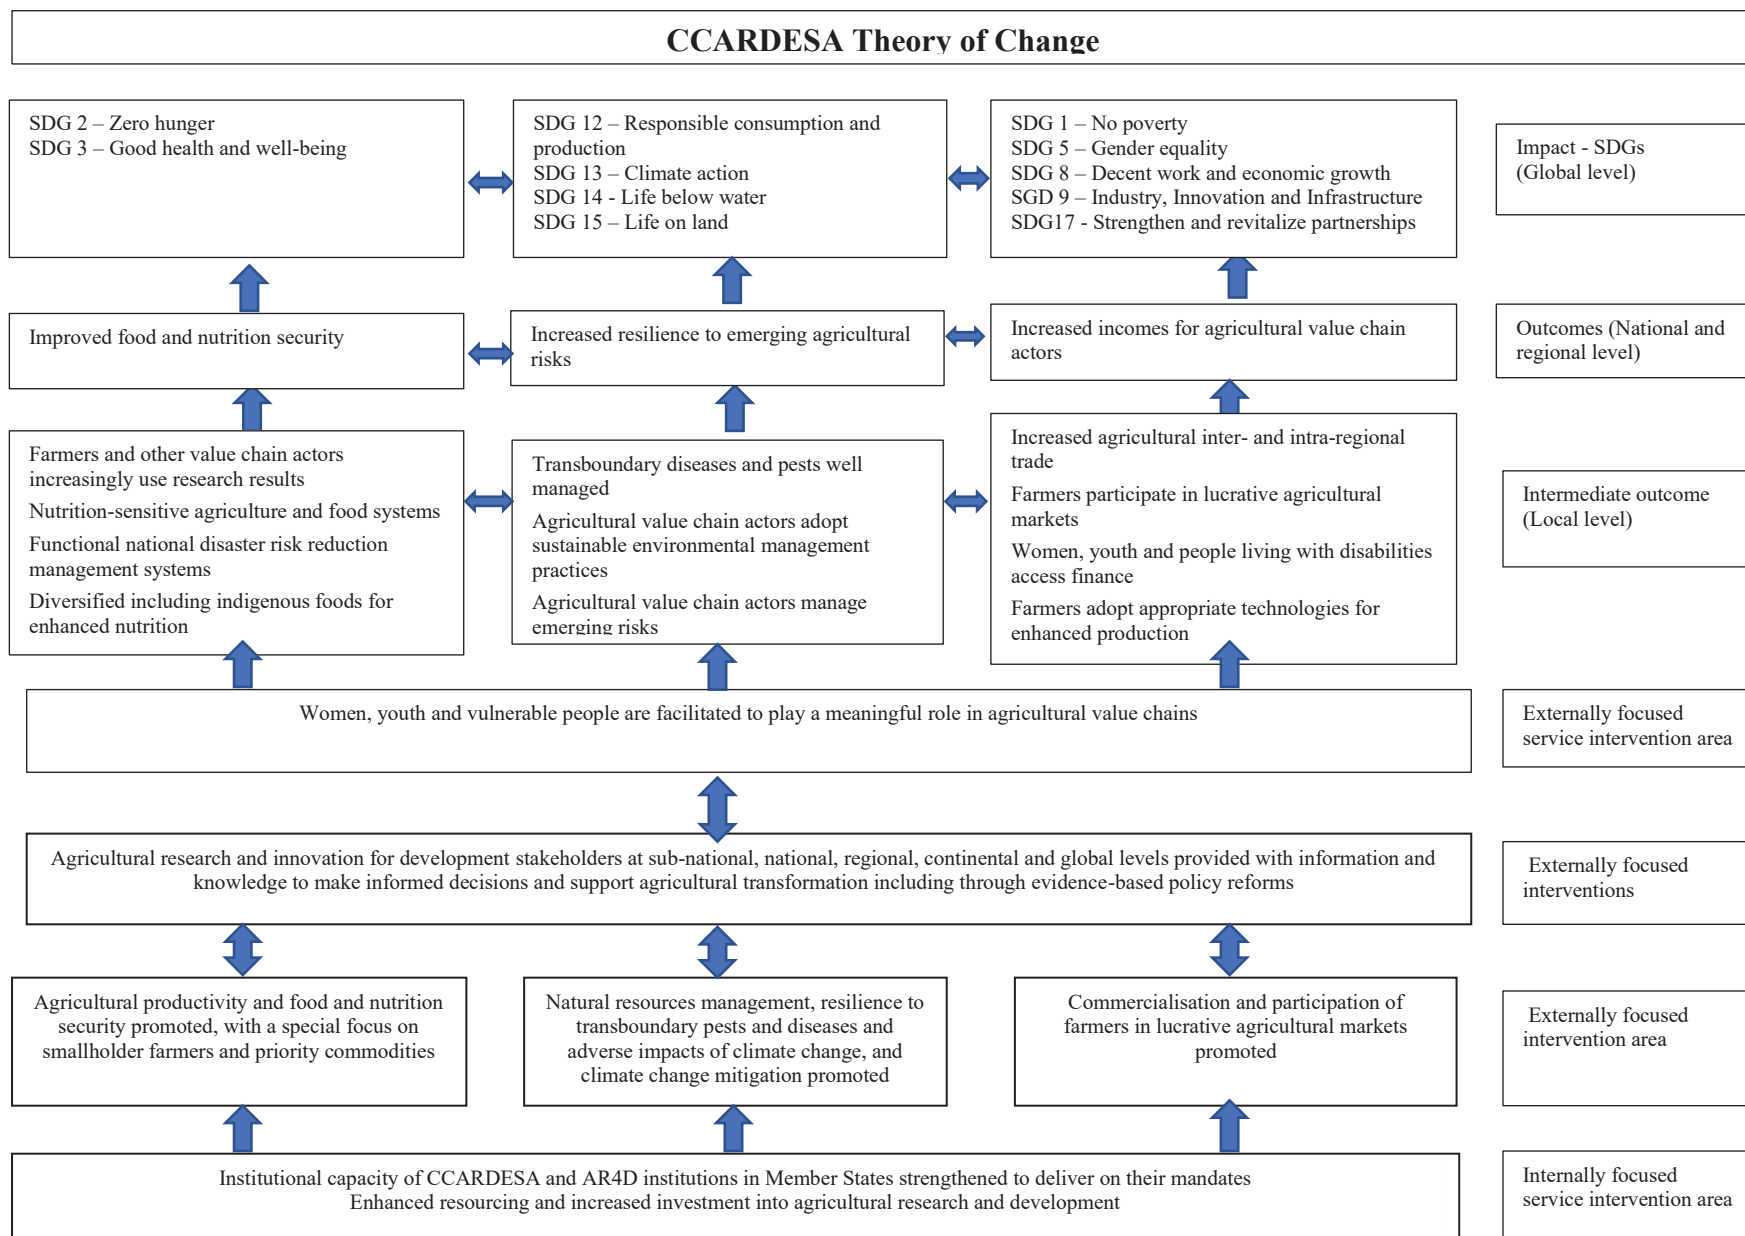 CCARDESA Theory of Change
SDG 2 – Zero hunger
SDG 3 – Good health and well-being
SDG 12 – Responsible consumption and
production
SDG 13 – Climate action
SDG 14 - Life below water
SDG 15 – Life on land
SDG 1 – No poverty
SDG 5 – Gender equality
SDG 8 – Decent work and economic growth
SGD 9 – Industry, Innovation and Infrastructure
SDG17 - Strengthen and revitalize partnerships
Impact - SDGs
(Global level)
Improved food and nutrition security
Increased resilience to emerging agricultural
risks
Increased incomes for agricultural value chain
actors
Outcomes (National and
regional level)
Farmers and other value chain actors
increasingly use research results
Nutrition-sensitive agriculture and food systems
Functional national disaster risk reduction
management systems
Diversified including indigenous foods for
enhanced nutrition
Transboundary diseases and pests well
managed
Agricultural value chain actors adopt
sustainable environmental management
practices
Agricultural value chain actors manage
emerging risks
Increased agricultural inter- and intra-regional
trade
Farmers participate in lucrative agricultural
markets
Women, youth and people living with disabilities
access finance
Farmers adopt appropriate technologies for
enhanced production
Intermediate outcome
(Local level)
Women, youth and vulnerable people are facilitated to play a meaningful role in agricultural value chains
Externally focused
service intervention area
Agricultural research and innovation for development stakeholders at sub-national, national, regional, continental and global levels provided with information and
knowledge to make informed decisions and support agricultural transformation including through evidence-based policy reforms
Externally focused
interventions
Agricultural productivity and food and nutrition
security promoted, with a special focus on
smallholder farmers and priority commodities
Natural resources management, resilience to
transboundary pests and diseases and
adverse impacts of climate change, and
climate change mitigation promoted
Commercialisation and participation of
farmers in lucrative agricultural markets
promoted
Externally focused
intervention area
Institutional capacity of CCARDESA and AR4D institutions in Member States strengthened to deliver on their mandates
Enhanced resourcing and increased investment into agricultural research and development
Internally focused
service intervention area